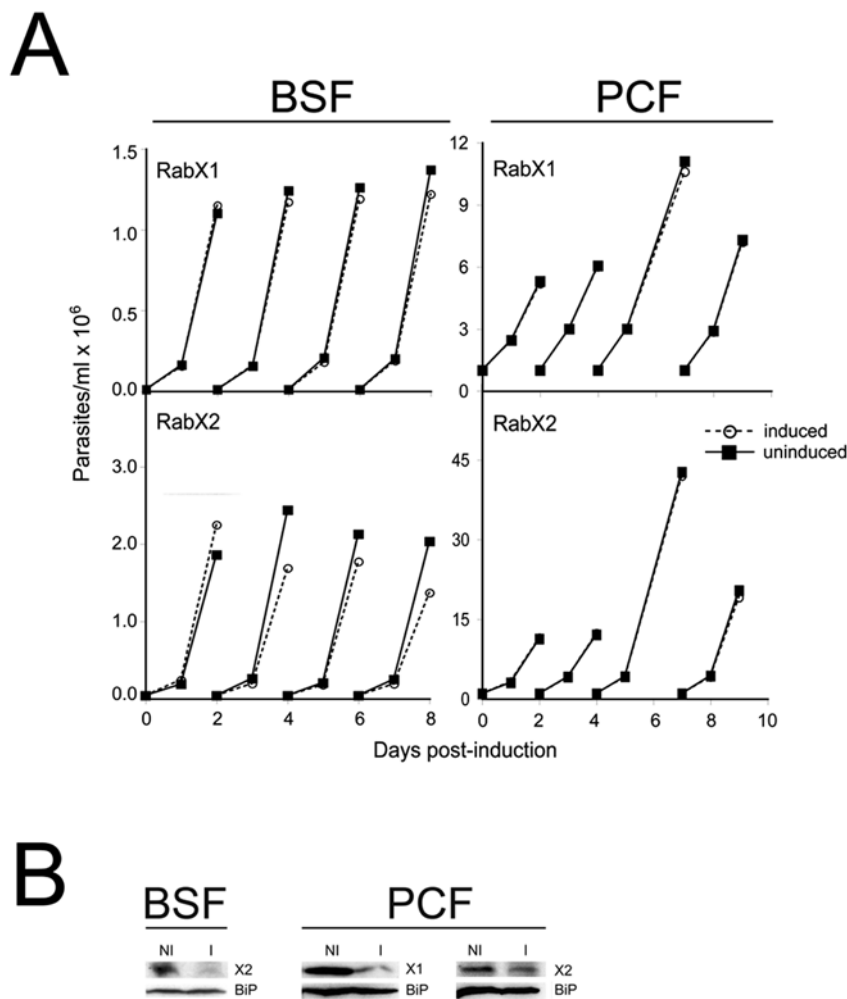 A
BSF PCF
RabX1 RabX1
1.5
1.0
0.5
0.0
12
9
6
3
0
Parasites/ml x 10⁶
RabX2 RabX2
3.0
2.0
1.0
0.0
45
30
15
0
induced
uninduced
0 2 4 6 8 0 2 4 6 8 10
Days post-induction
B
BSF PCF
NI I NI I NI I
X2 X1 X2
BiP BiP BiP